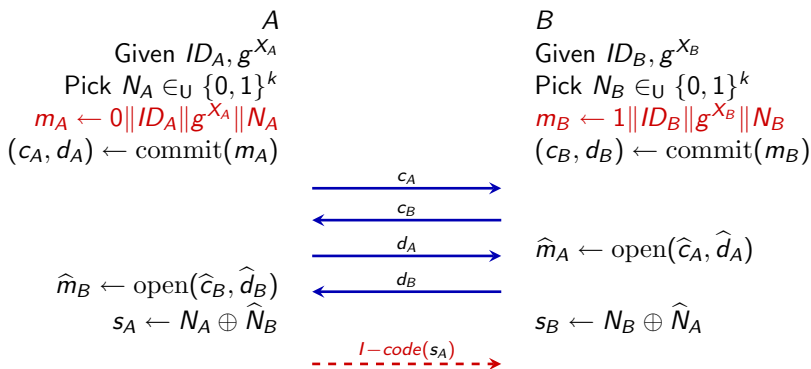 A B
Given ID_A, g^{X_A} Given ID_B, g^{X_B}
Pick N_A ∈_U {0, 1}^k Pick N_B ∈_U {0, 1}^k
m_A ← 0‖ID_A‖g^{X_A}‖N_A m_B ← 1‖ID_B‖g^{X_B}‖N_B
(c_A, d_A) ← commit(m_A) (c_B, d_B) ← commit(m_B)
c_A
c_B
d_A
m̂_A ← open(ĉ_A, d̂_A)
d_B
m̂_B ← open(ĉ_B, d̂_B)
s_A ← N_A ⊕ N̂_B s_B ← N_B ⊕ N̂_A
I−code(s_A)